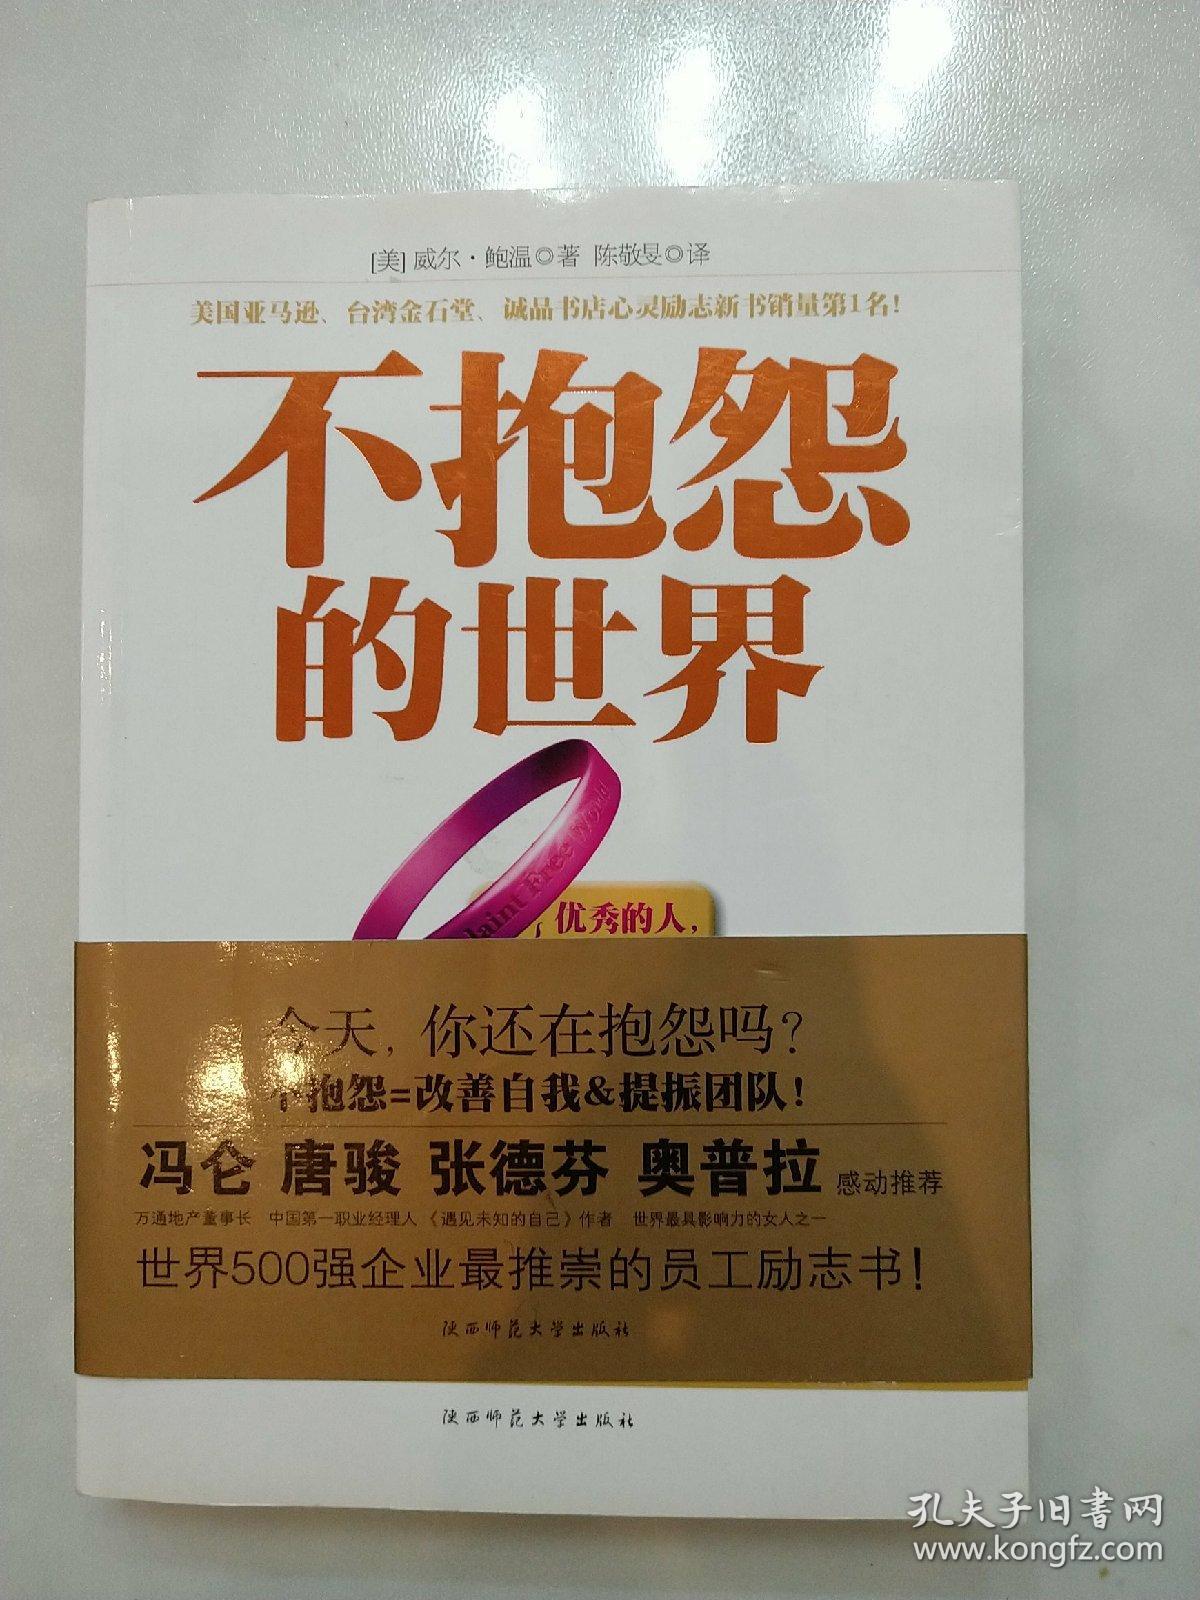 [美] 威尔·鲍温◎著 陈敬旻◎译
美国亚马逊、台湾金石堂、诚品书店心灵励志新书销量第1名！
不抱怨
的世界
laint Free World
优秀的人，
今天，你还在抱怨吗？
不抱怨=改善自我&提振团队！
冯仑 唐骏 张德芬 奥普拉 感动推荐
万通地产董事长 中国第一职业经理人 《遇见未知的自己》作者 世界最具影响力的女人之一
世界500强企业最推崇的员工励志书！
陕西师范大学出版社
陕西师范大学出版社
孔夫子旧书网
www.kongfz.com